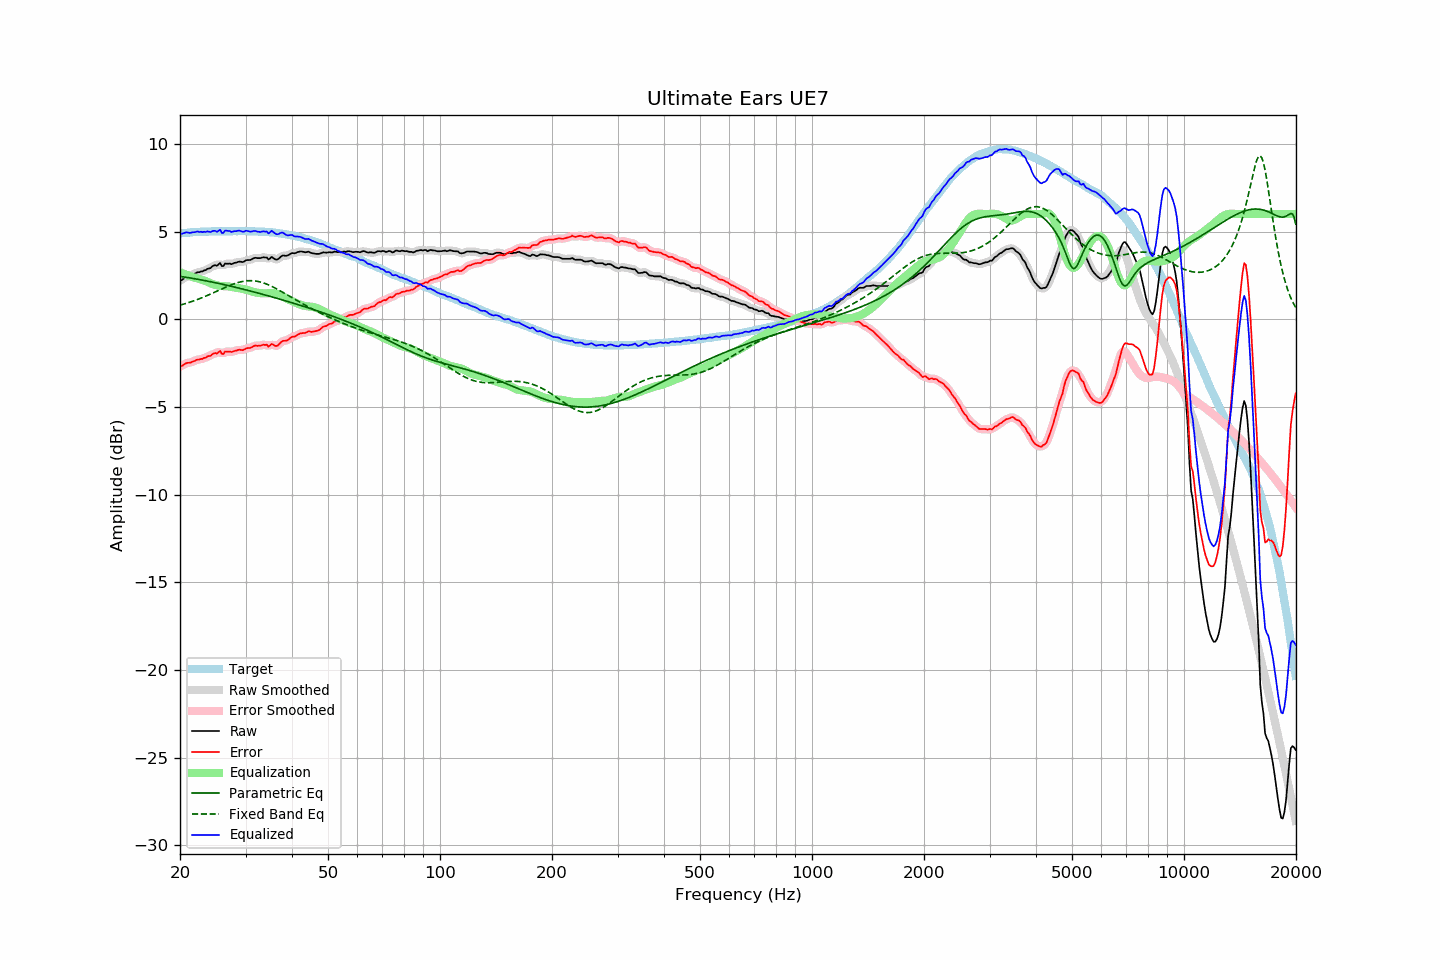 Ultimate Ears UE7
10
5
0
−5
−10
−15
−20
−25
−30
Amplitude (dBr)
Target
Raw Smoothed
Error Smoothed
Raw
Error
Equalization
Parametric Eq
Fixed Band Eq
Equalized
20
50
100
200
500
1000
2000
5000
10000
20000
Frequency (Hz)